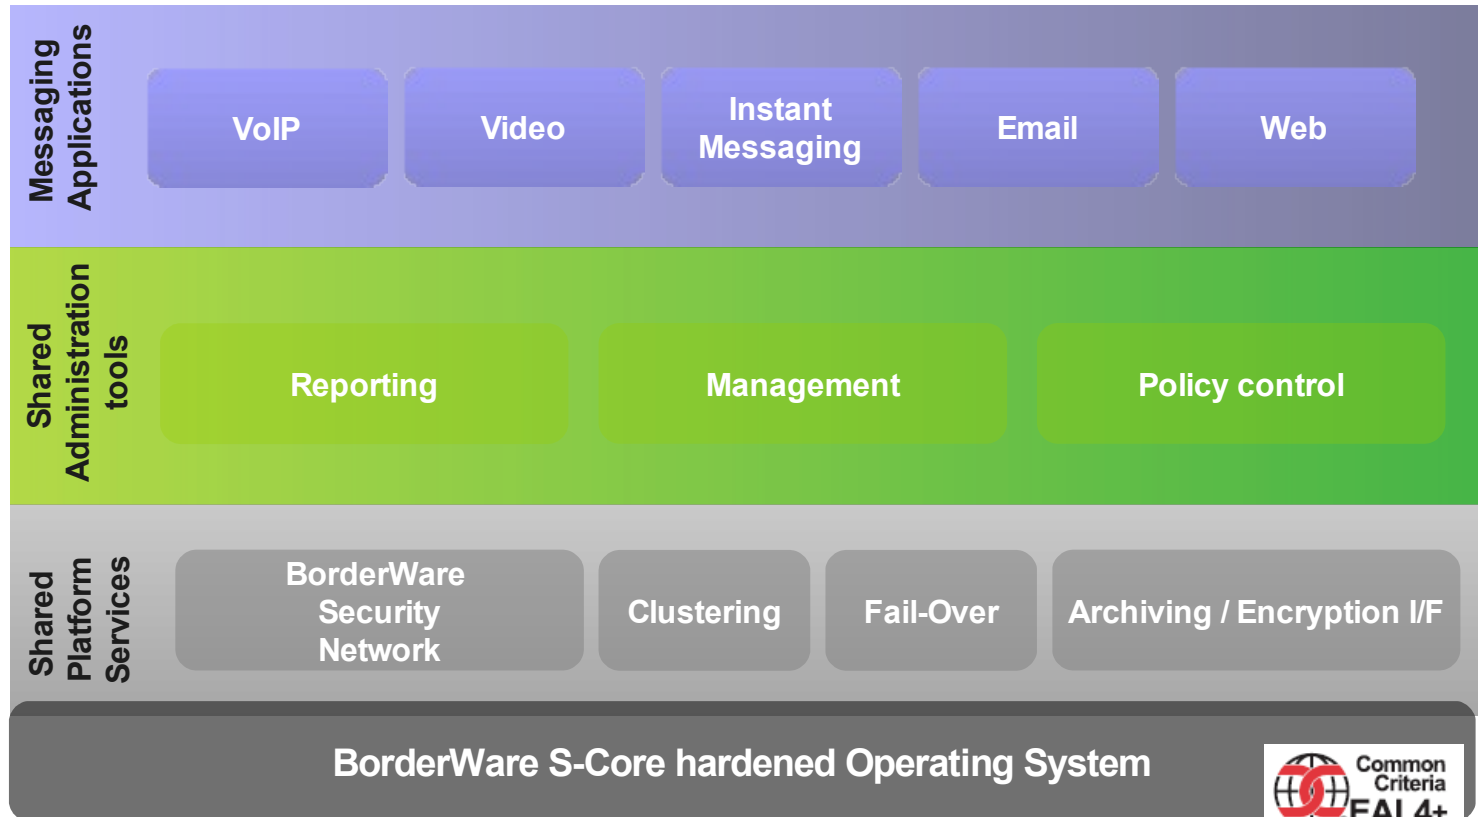 Messaging
Applications
VoIP
Video
Instant
Messaging
Email
Web
Shared
Administration
tools
Reporting
Management
Policy control
Shared
Platform
Services
BorderWare
Security
Network
Clustering
Fail-Over
Archiving / Encryption I/F
BorderWare S-Core hardened Operating System
Common
Criteria
EAL4+